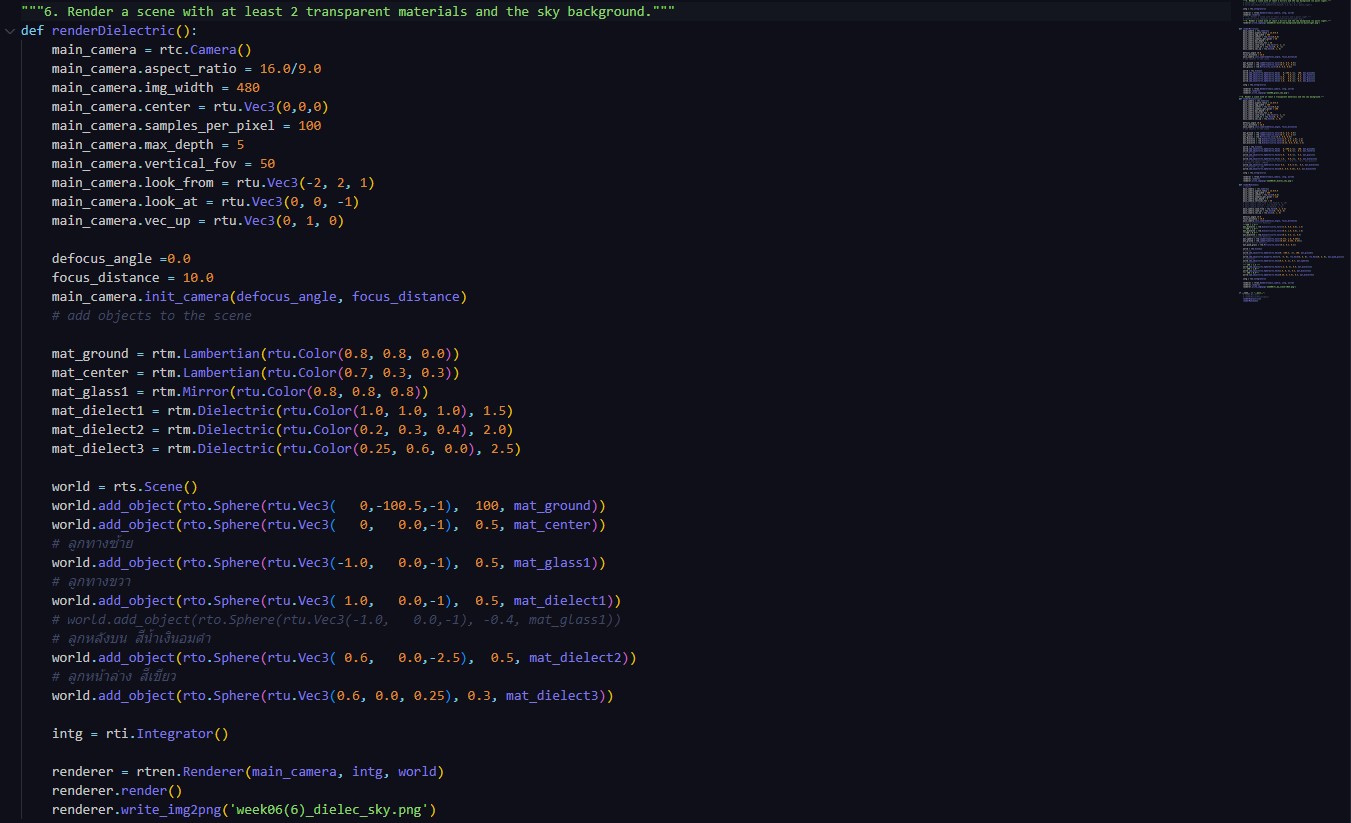 """6. Render a scene with at least 2 transparent materials and the sky background."""
def renderDielectric():
    main_camera = rtc.Camera()
    main_camera.aspect_ratio = 16.0/9.0
    main_camera.img_width = 480
    main_camera.center = rtu.Vec3(0,0,0)
    main_camera.samples_per_pixel = 100
    main_camera.max_depth = 5
    main_camera.vertical_fov = 50
    main_camera.look_from = rtu.Vec3(-2, 2, 1)
    main_camera.look_at = rtu.Vec3(0, 0, -1)
    main_camera.vec_up = rtu.Vec3(0, 1, 0)
    defocus_angle =0.0
    focus_distance = 10.0
    main_camera.init_camera(defocus_angle, focus_distance)
    # add objects to the scene
    mat_ground = rtm.Lambertian(rtu.Color(0.8, 0.8, 0.0))
    mat_center = rtm.Lambertian(rtu.Color(0.7, 0.3, 0.3))
    mat_glass1 = rtm.Mirror(rtu.Color(0.8, 0.8, 0.8))
    mat_dielect1 = rtm.Dielectric(rtu.Color(1.0, 1.0, 1.0), 1.5)
    mat_dielect2 = rtm.Dielectric(rtu.Color(0.2, 0.3, 0.4), 2.0)
    mat_dielect3 = rtm.Dielectric(rtu.Color(0.25, 0.6, 0.0), 2.5)
    world = rts.Scene()
    world.add_object(rto.Sphere(rtu.Vec3(   0,-100.5,-1),  100, mat_ground))
    world.add_object(rto.Sphere(rtu.Vec3(   0,   0.0,-1),  0.5, mat_center))
    # ลูกทางซ้าย
    world.add_object(rto.Sphere(rtu.Vec3(-1.0,   0.0,-1),  0.5, mat_glass1))
    # ลูกทางขวา
    world.add_object(rto.Sphere(rtu.Vec3( 1.0,   0.0,-1),  0.5, mat_dielect1))
    # world.add_object(rto.Sphere(rtu.Vec3(-1.0,   0.0,-1), -0.4, mat_glass1))
    # ลูกหลังบน สีน้ำเงินอมดำ
    world.add_object(rto.Sphere(rtu.Vec3( 0.6,   0.0,-2.5),  0.5, mat_dielect2))
    # ลูกหน้าล่าง สีเขียว
    world.add_object(rto.Sphere(rtu.Vec3(0.6, 0.0, 0.25), 0.3, mat_dielect3))
    intg = rti.Integrator()
    renderer = rtren.Renderer(main_camera, intg, world)
    renderer.render()
    renderer.write_img2png('week06(6)_dielec_sky.png')